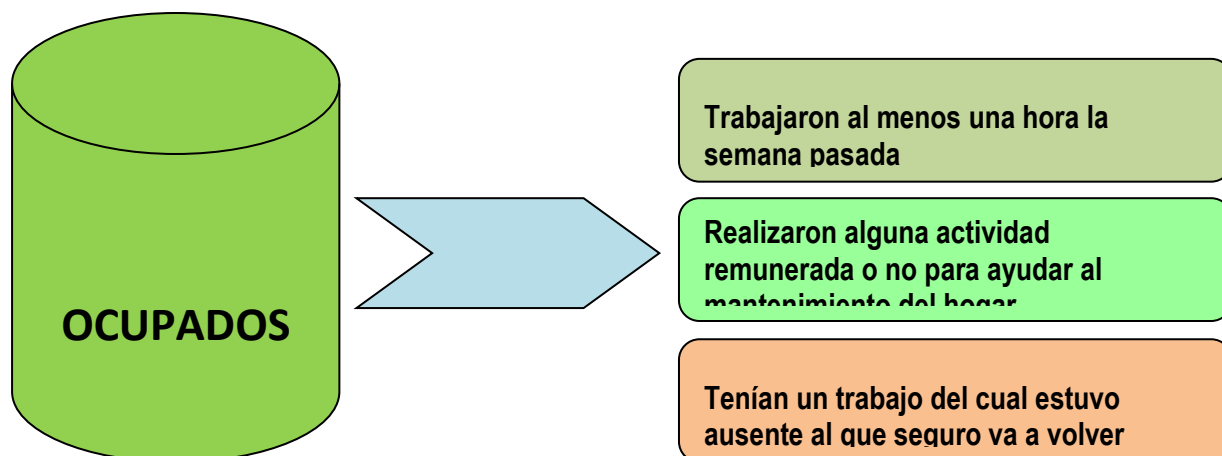 OCUPADOS
Trabajaron al menos una hora la
semana pasada
Realizaron alguna actividad
remunerada o no para ayudar al
mantenimiento del hogar
Tenían un trabajo del cual estuvo
ausente al que seguro va a volver